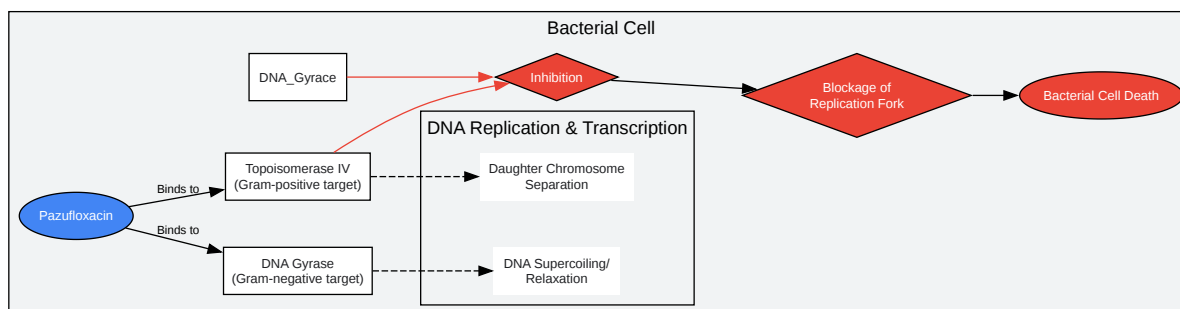 Bacterial Cell
DNA_Gyrace
Inhibition
Blockage of
Replication Fork
Bacterial Cell Death
DNA Replication & Transcription
Topoisomerase IV
(Gram-positive target)
Daughter Chromosome
Separation
Binds to
Pazufloxacin
Binds to
DNA Gyrase
(Gram-negative target)
DNA Supercoiling/
Relaxation